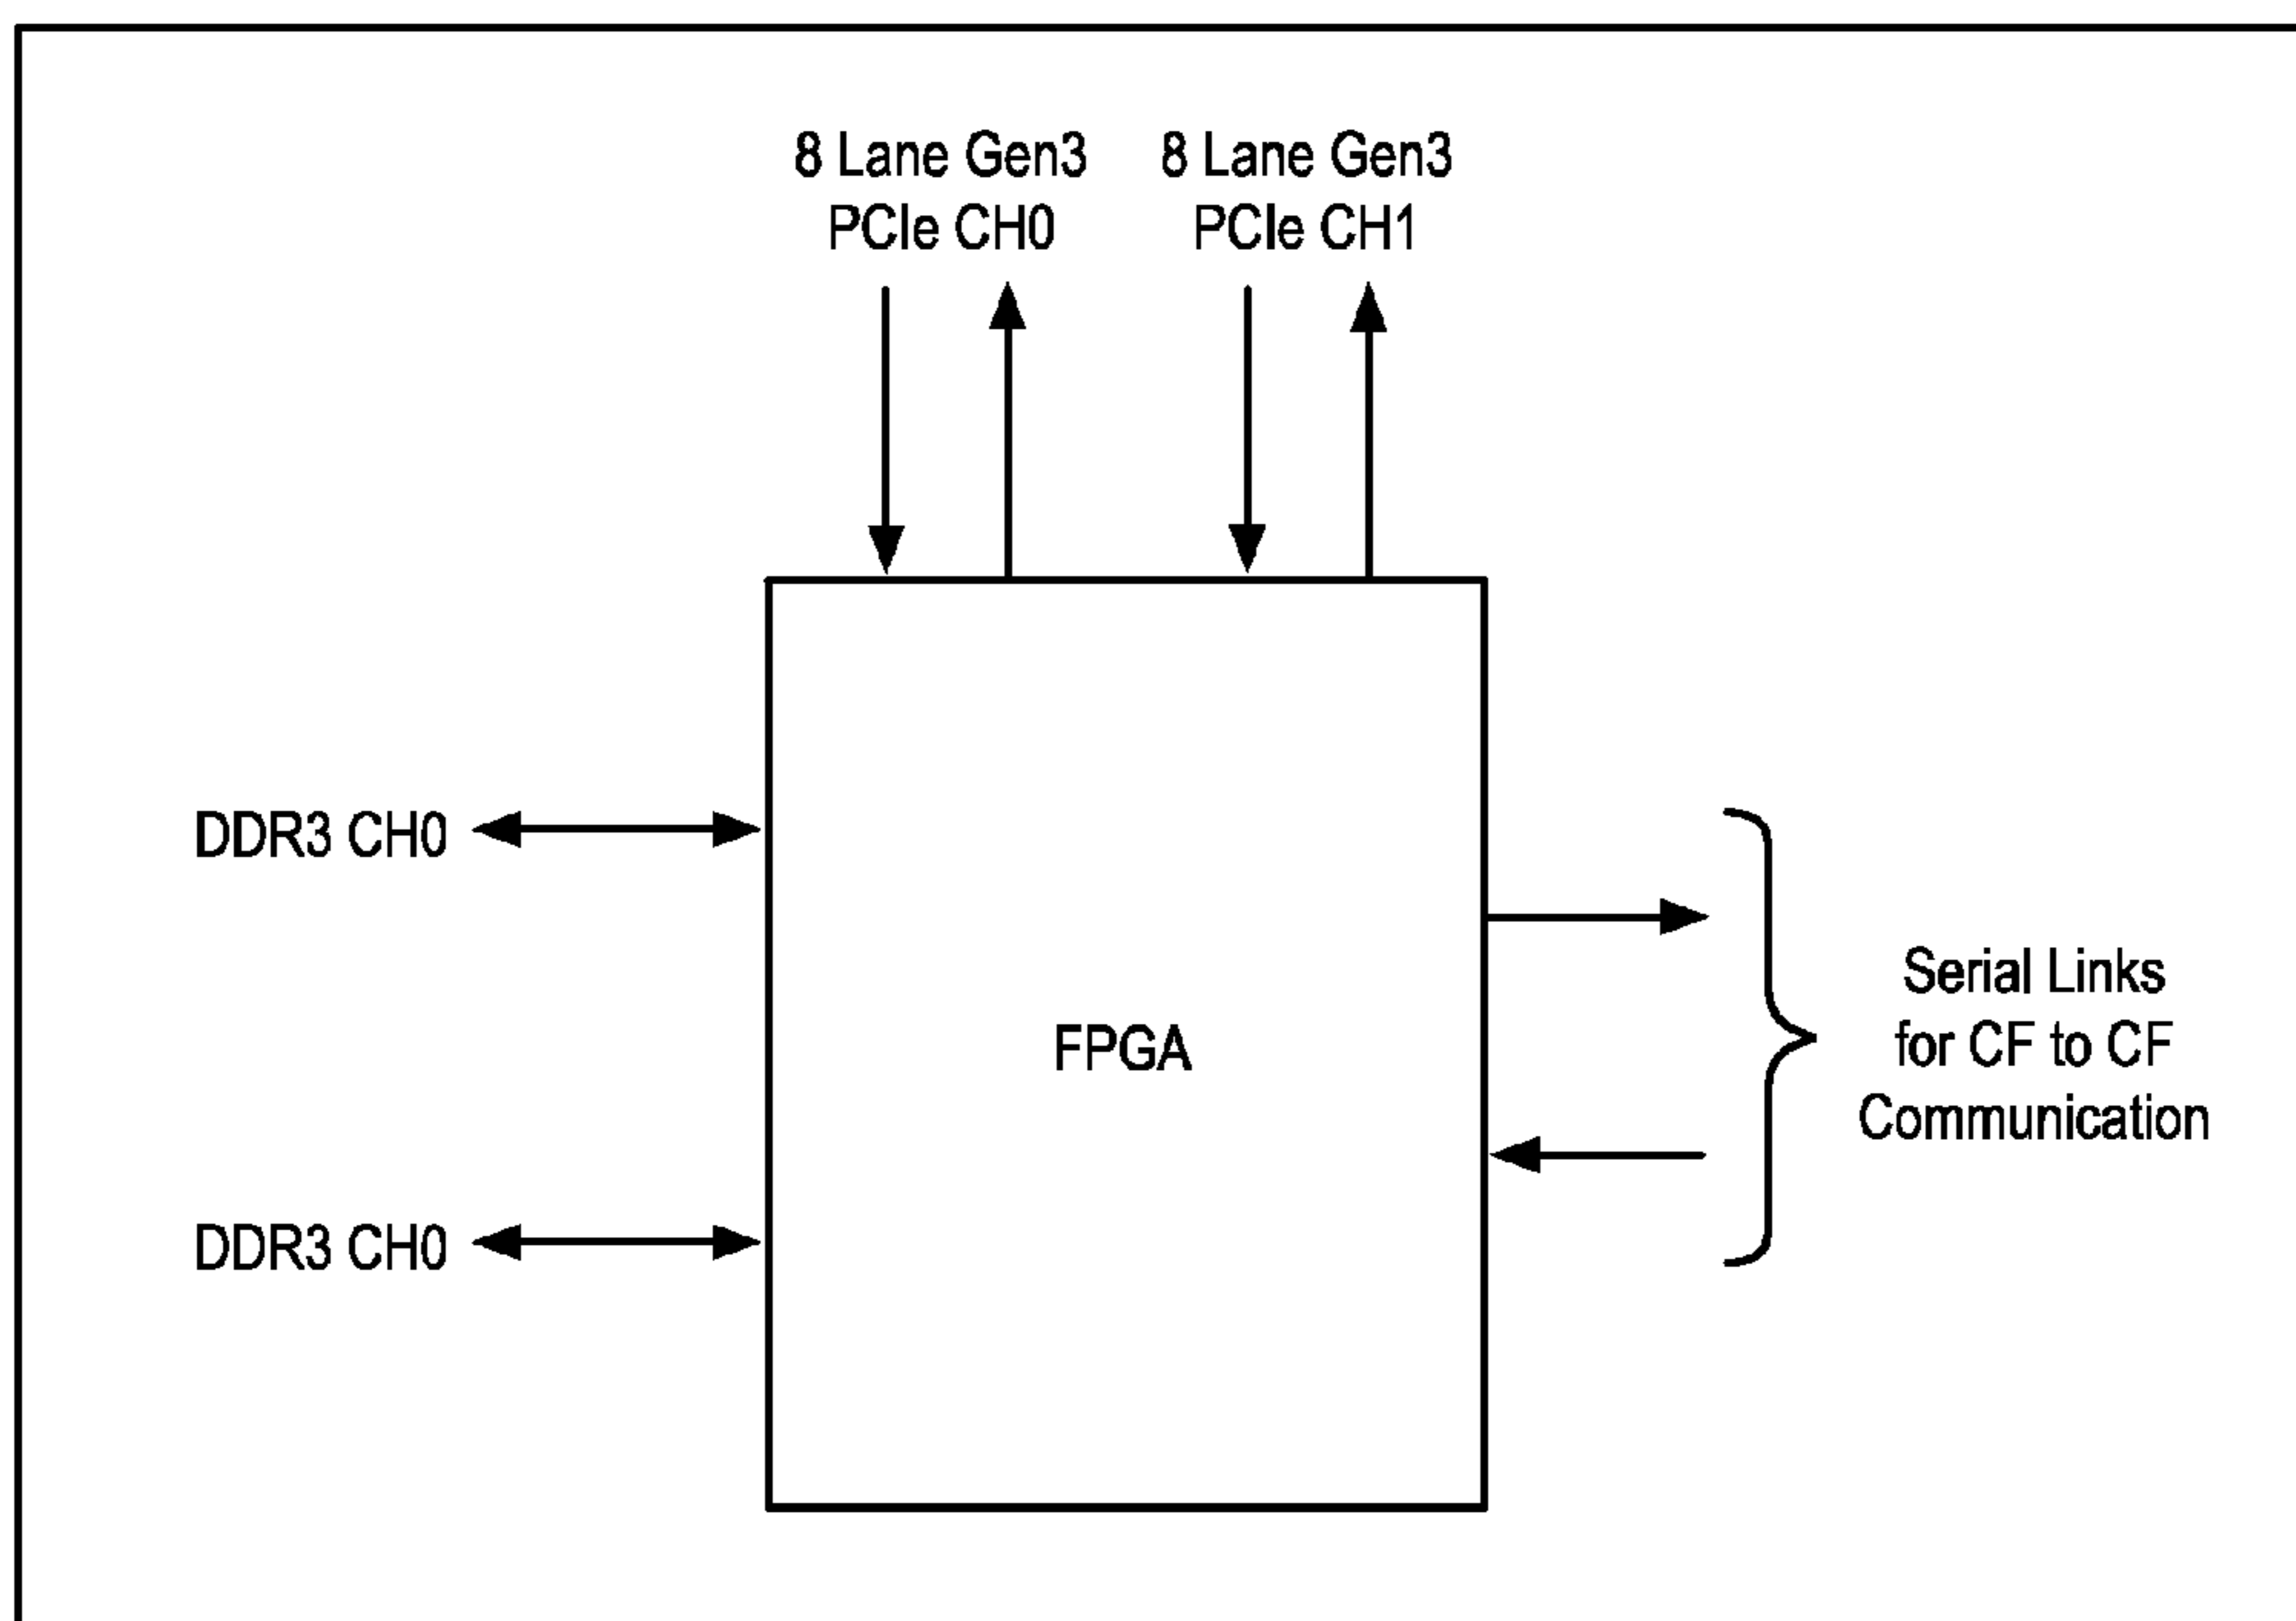 8 Lane Gen3
PCIe CH0
8 Lane Gen3
PCIe CH1
DDR3 CH0
FPGA
Serial Links
for CF to CF
Communication
DDR3 CH0